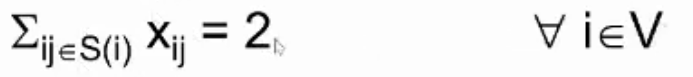 Σij∈S(i) xij = 2 ∀ i∈V